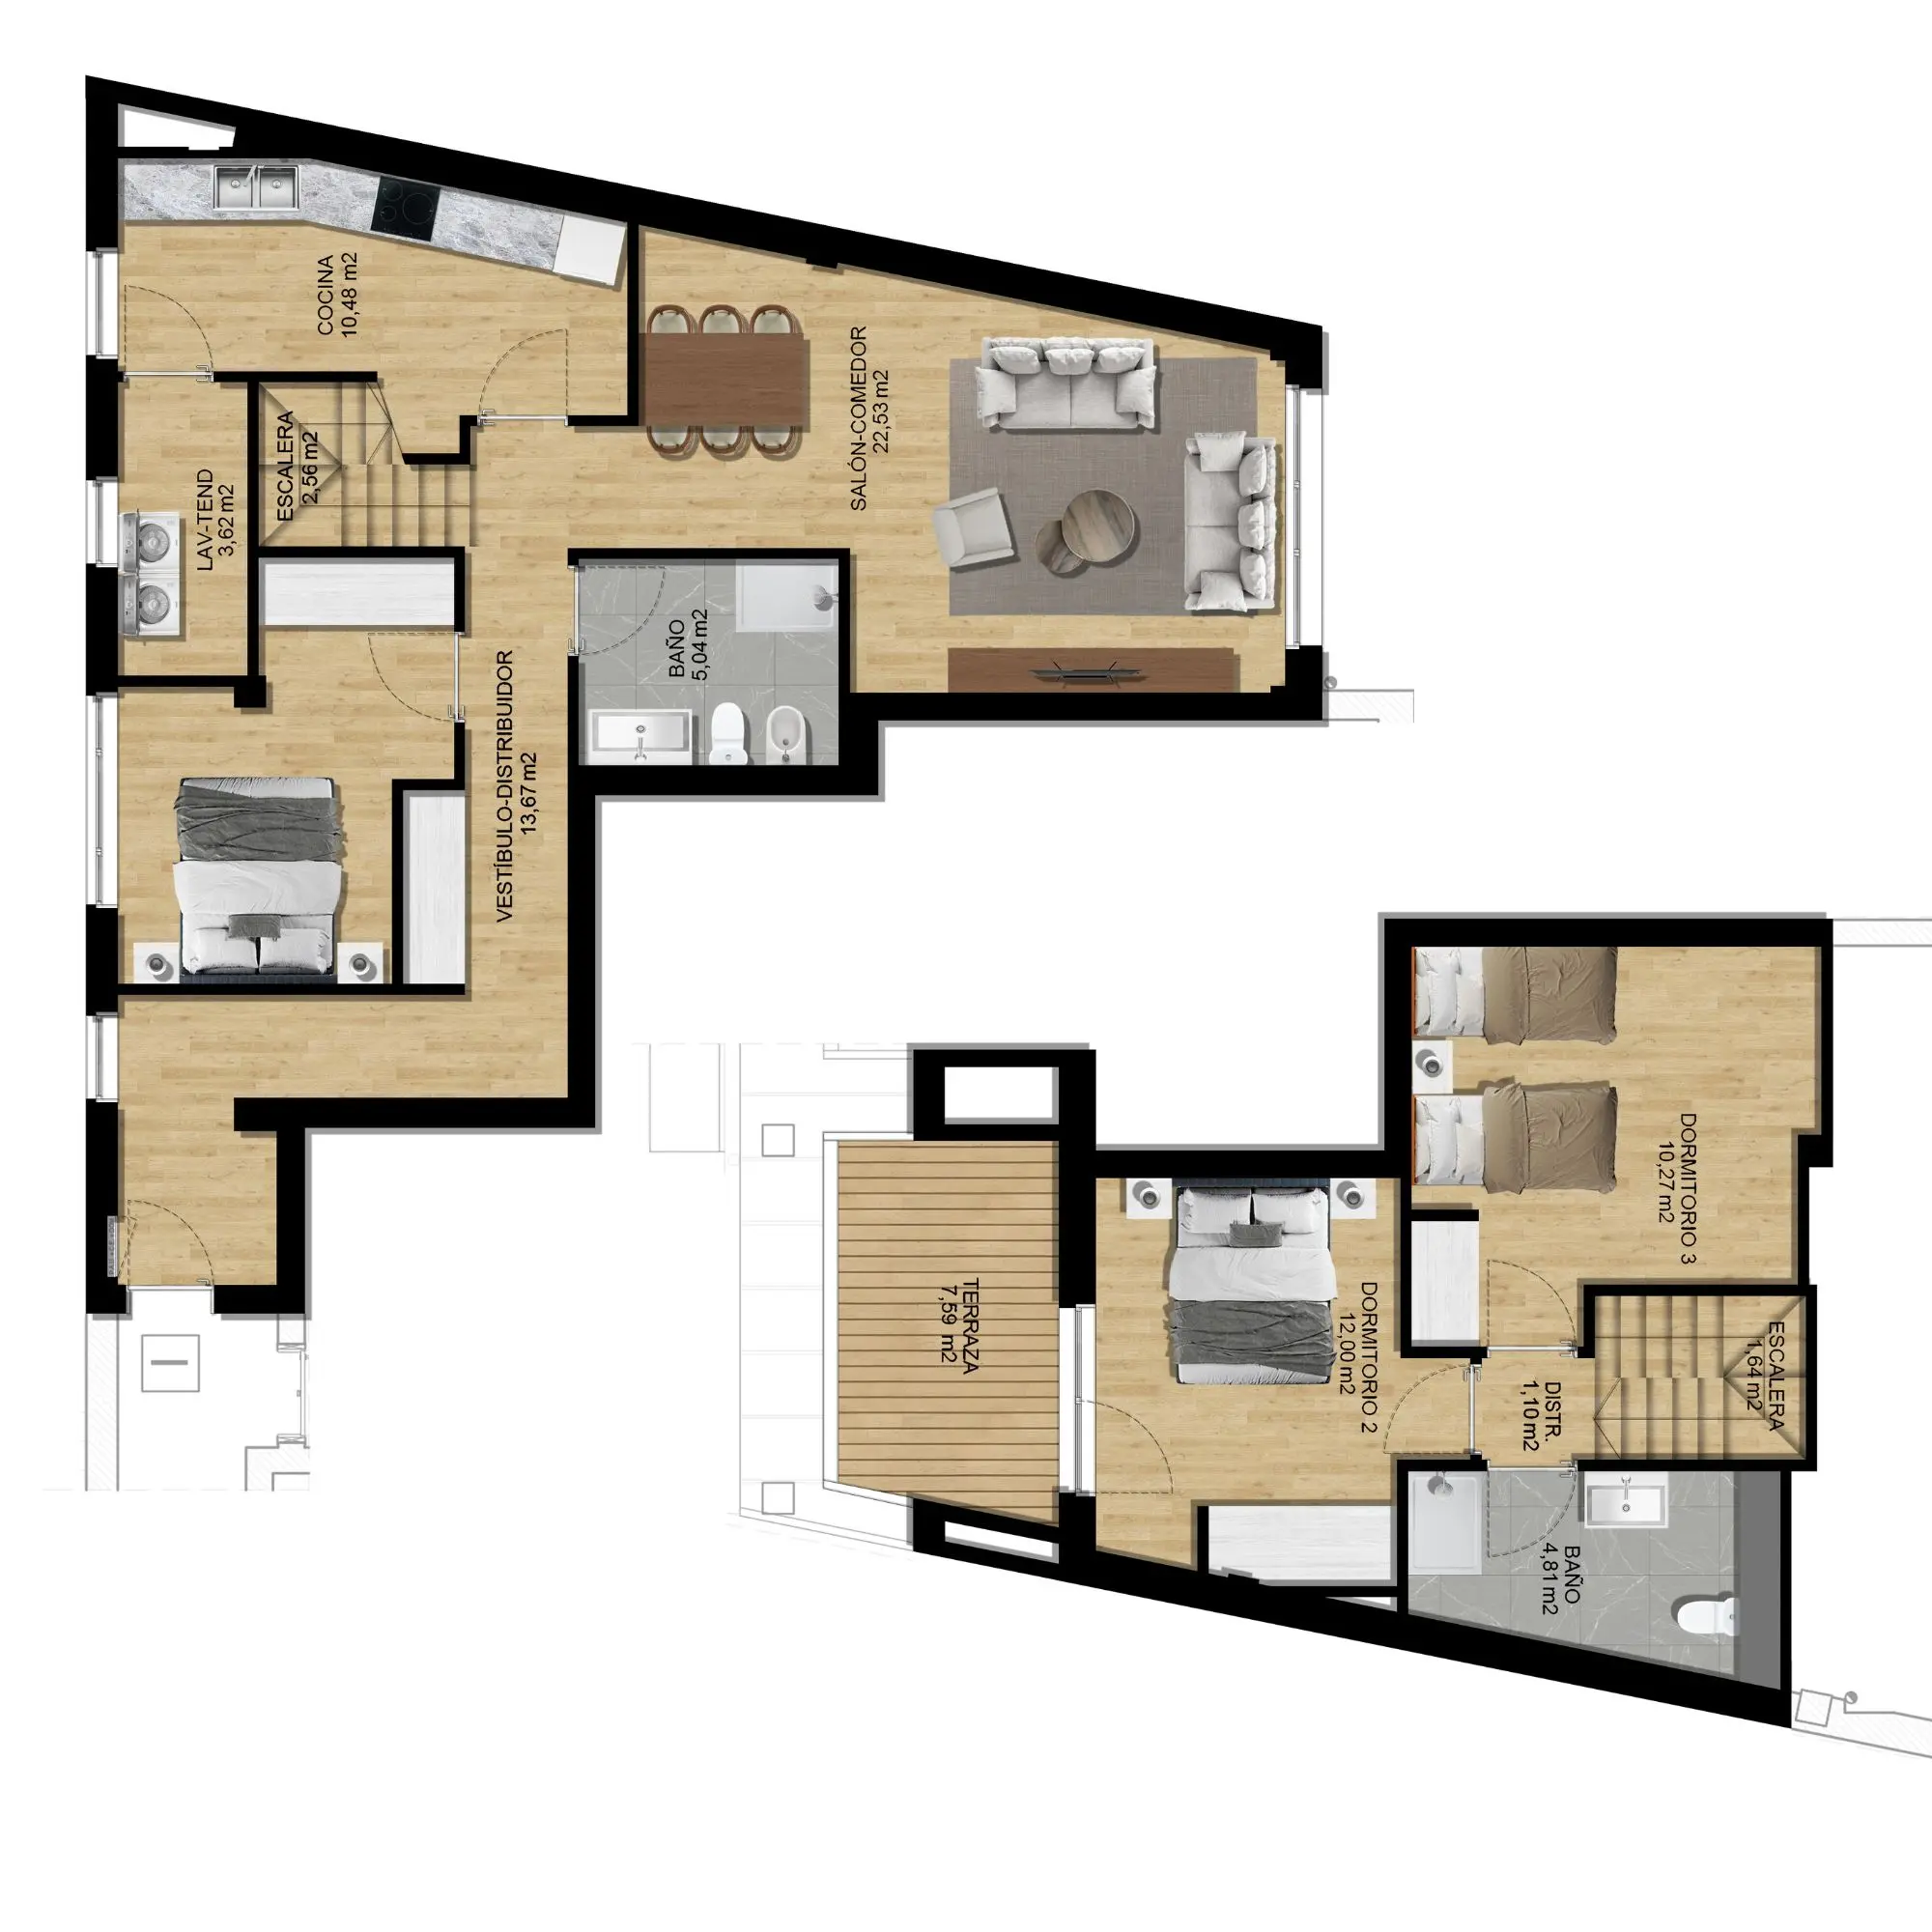 COCINA
10,48 m2
SALÓN-COMEDOR
22,53 m2
ESCALERA
2,56 m2
LAV-TEND
3,62 m2
BAÑO
5,04 m2
VESTÍBULO-DISTRIBUIDOR
13,67 m2
DORMITORIO 3
10,27 m2
TERRAZA
7,59 m2
DORMITORIO 2
12,00 m2
DISTR.
1,10 m2
ESCALERA
1,64 m2
BAÑO
4,81 m2